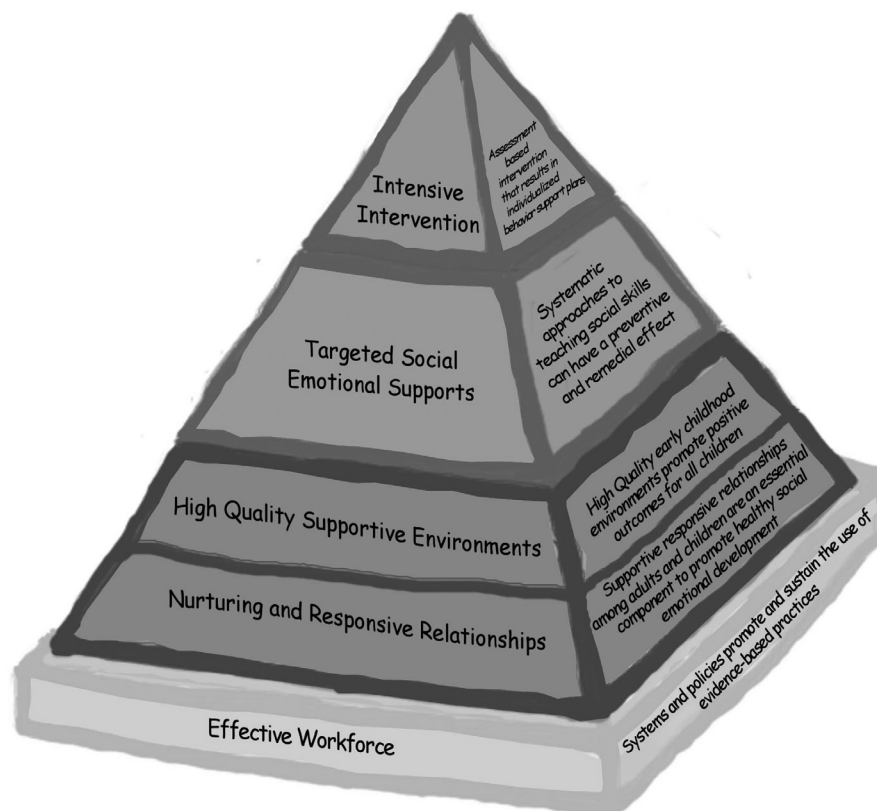 Intensive
Intervention
Assessment
based
intervention
that results in
individualized
behavior support plans
Targeted Social
Emotional Supports
Systematic
approaches to
teaching social skills
can have a preventive
and remedial effect
High Quality Supportive Environments
High Quality early childhood
environments promote positive
outcomes for all children
Nurturing and Responsive Relationships
Supportive responsive relationships
among adults and children are an essential
component to promote healthy social
emotional development
Effective Workforce
Systems and policies promote and sustain the use of
evidence-based practices